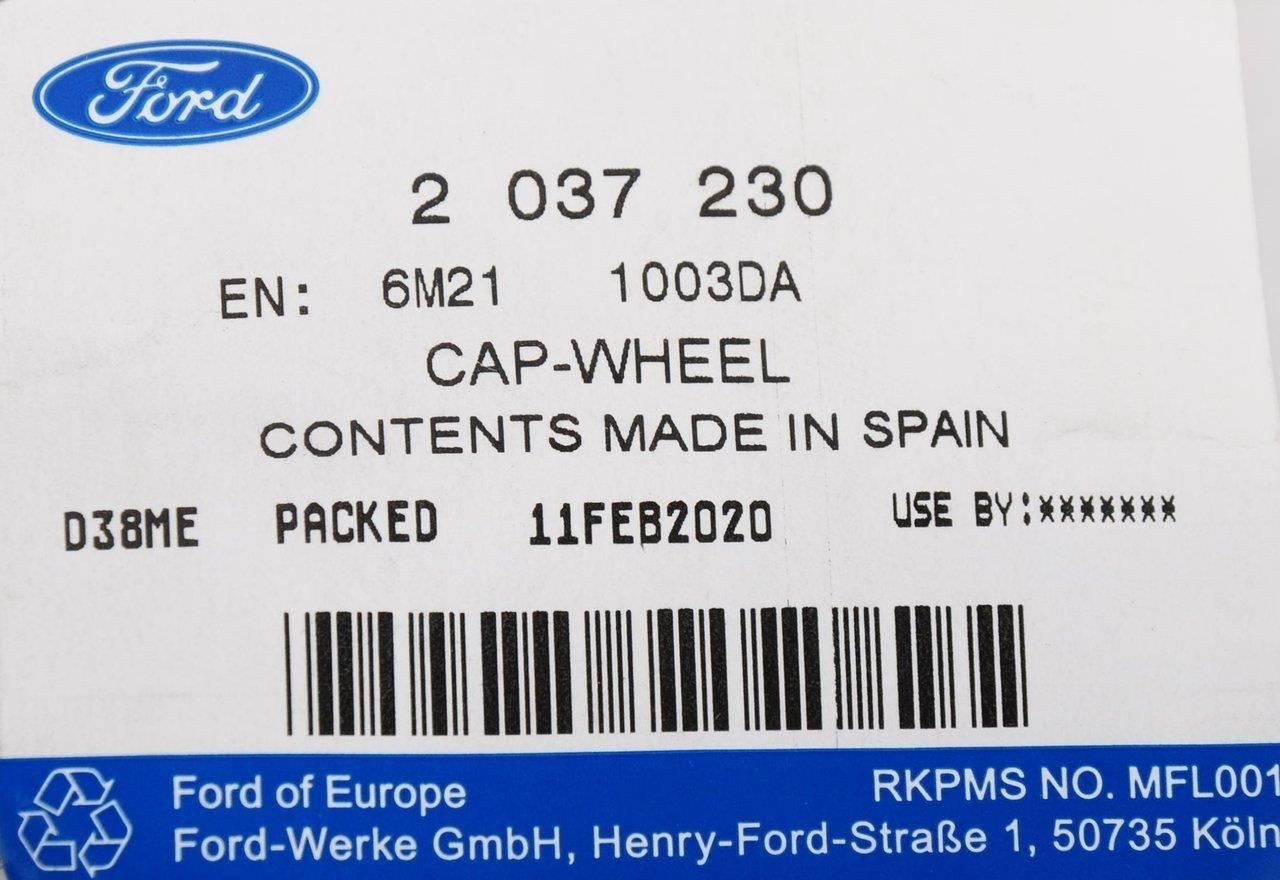 Ford
2 037 230
EN: 6M21 1003DA
CAP-WHEEL
CONTENTS MADE IN SPAIN
D38ME PACKED 11FEB2020 USE BY:*******
Ford of Europe RKPMS NO. MFL001
Ford-Werke GmbH, Henry-Ford-Straße 1, 50735 Köln